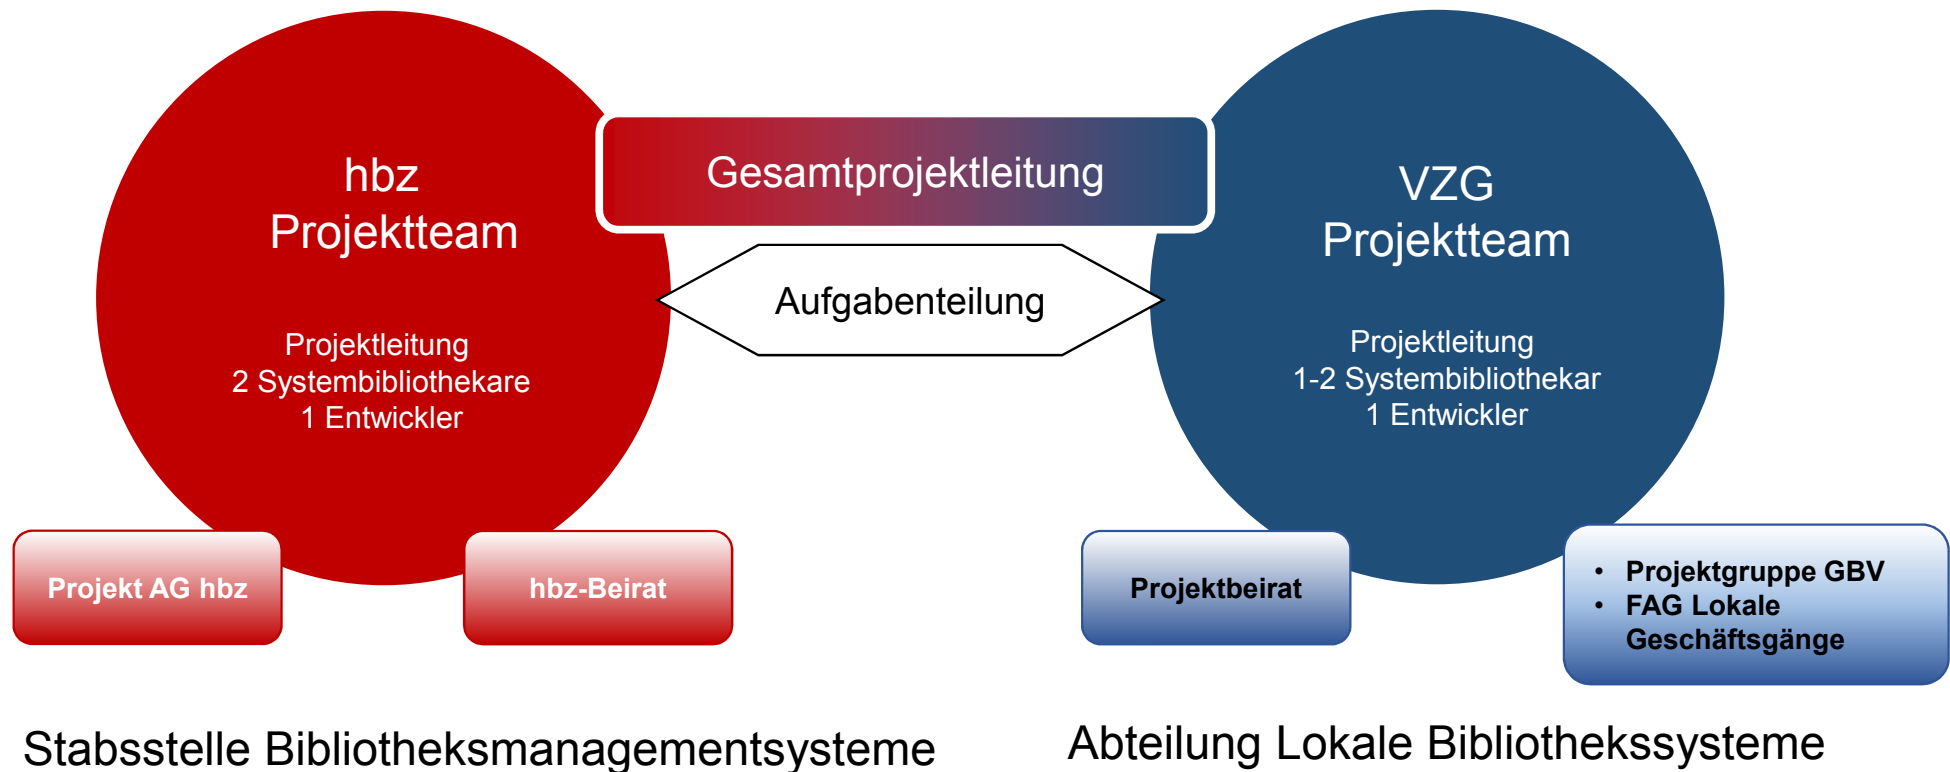 hbz
Projektteam
Projektleitung
2 Systembibliothekare
1 Entwickler
Gesamtprojektleitung
Aufgabenteilung
VZG
Projektteam
Projektleitung
1-2 Systembibliothekar
1 Entwickler
Projekt AG hbz
hbz-Beirat
Projektbeirat
• Projektgruppe GBV
• FAG Lokale
Geschäftsgänge
Stabsstelle Bibliotheksmanagementsysteme
Abteilung Lokale Bibliothekssysteme